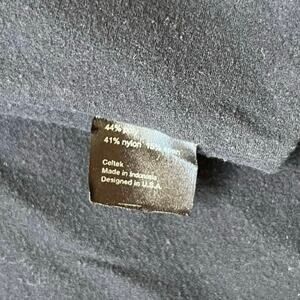 44%
41% nylon
Celtek
Made in Indonesia
Designed in U.S.A.